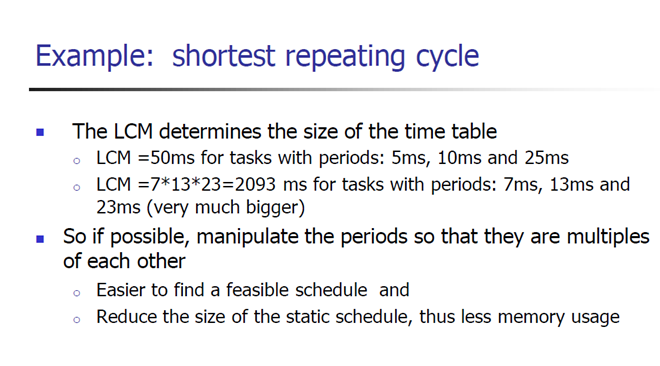 Example: shortest repeating cycle
The LCM determines the size of the time table
LCM =50ms for tasks with periods: 5ms, 10ms and 25ms
LCM =7*13*23=2093 ms for tasks with periods: 7ms, 13ms and
23ms (very much bigger)
So if possible, manipulate the periods so that they are multiples
of each other
Easier to find a feasible schedule and
Reduce the size of the static schedule, thus less memory usage